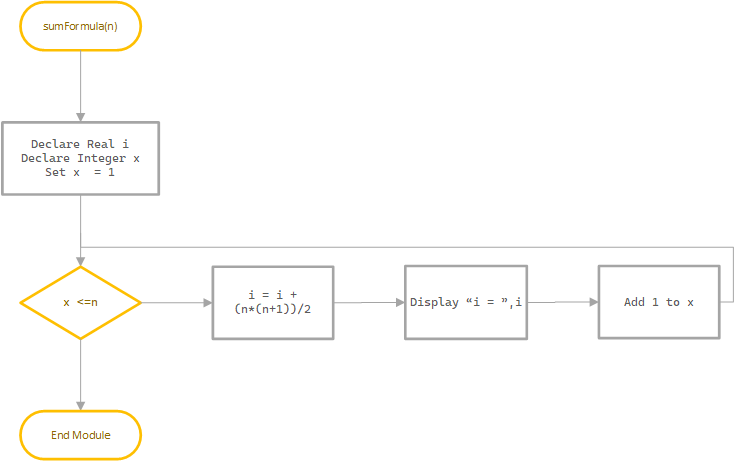 sumFormula(n)
Declare Real i
Declare Integer x
Set x  = 1
x <=n
i = i +
(n*(n+1))/2
Display “i = ”,i
Add 1 to x
End Module